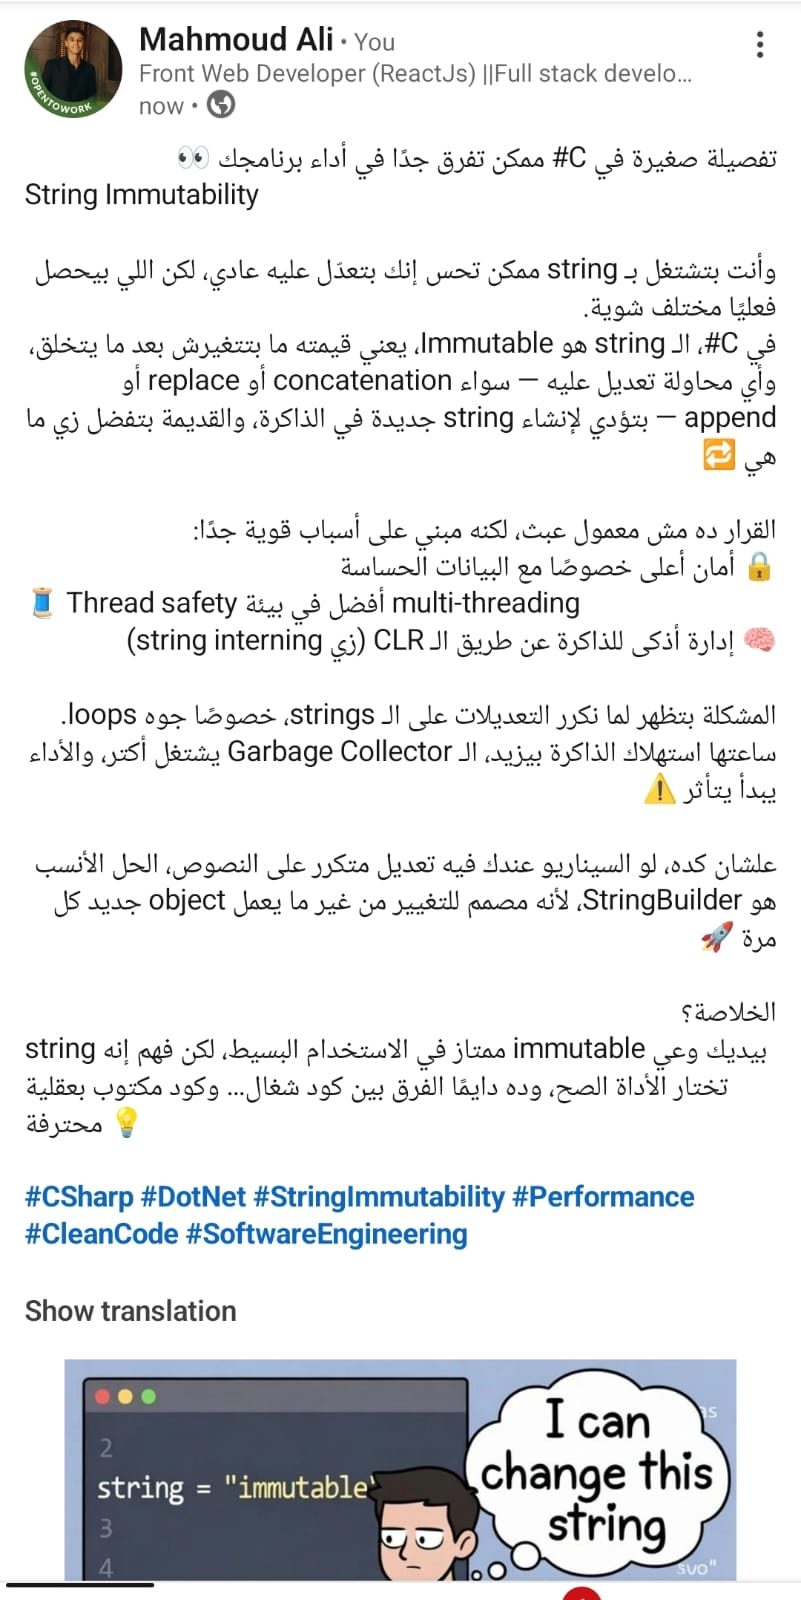 Mahmoud Ali • You
Front Web Developer (ReactJs) ||Full stack develo...
now •
#OPENTOWORK
تفصيلة صغيرة في C# ممكن تفرق جدًا في أداء برنامجك 👀
String Immutability
وأنت بتشتغل بـ string ممكن تحس إنك بتعدّل عليه عادي، لكن اللي بيحصل
فعليًا مختلف شوية.
في C#، الـ string هو Immutable، يعني قيمته ما بتتغيرش بعد ما يتخلق،
وأي محاولة تعديل عليه — سواء concatenation أو replace أو
append — بتؤدي لإنشاء string جديدة في الذاكرة، والقديمة بتفضل زي ما
هي 🔁
القرار ده مش معمول عبث، لكنه مبني على أسباب قوية جدًا:
🔒 أمان أعلى خصوصًا مع البيانات الحساسة
🧵 Thread safety أفضل في بيئة multi-threading
🧠 إدارة أذكى للذاكرة عن طريق الـ CLR (زي string interning)
المشكلة بتظهر لما نكرر التعديلات على الـ strings، خصوصًا جوه loops.
ساعتها استهلاك الذاكرة بيزيد، الـ Garbage Collector يشتغل أكتر، والأداء
يبدأ يتأثر ⚠️
علشان كده، لو السيناريو عندك فيه تعديل متكرر على النصوص، الحل الأنسب
هو StringBuilder، لأنه مصمم للتغيير من غير ما يعمل object جديد كل
مرة 🚀
الخلاصة؟
string ممتاز في الاستخدام البسيط، لكن فهم إنه immutable بيديك وعي
تختار الأداة الصح، وده دايمًا الفرق بين كود شغال... وكود مكتوب بعقلية
محترفة 💡
#CSharp #DotNet #StringImmutability #Performance
#CleanCode #SoftwareEngineering
Show translation
2
string = "immutable"
3
4
I can
change this
string